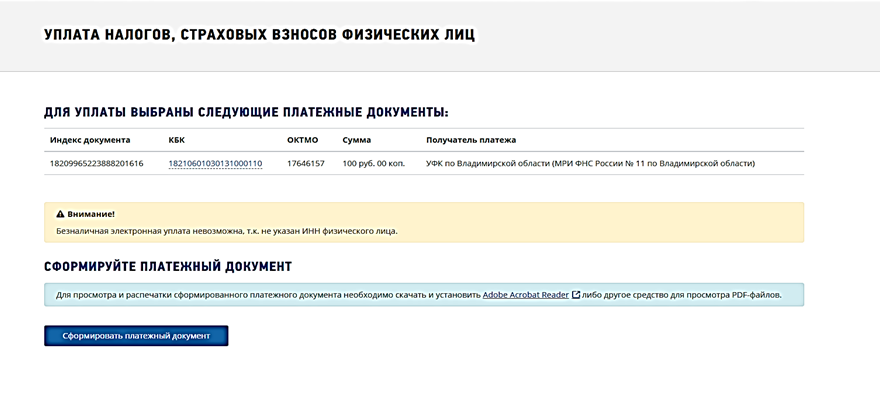 УПЛАТА НАЛОГОВ, СТРАХОВЫХ ВЗНОСОВ ФИЗИЧЕСКИХ ЛИЦ
ДЛЯ УПЛАТЫ ВЫБРАНЫ СЛЕДУЮЩИЕ ПЛАТЕЖНЫЕ ДОКУМЕНТЫ:
Индекс документа КБК ОКТМО Сумма Получатель платежа
18209965223888201616 18210601030131000110 17646157 100 руб. 00 коп. УФК по Владимирской области (МРИ ФНС России № 11 по Владимирской области)
Внимание!
Безналичная электронная уплата невозможна, т.к. не указан ИНН физического лица.
СФОРМИРУЙТЕ ПЛАТЕЖНЫЙ ДОКУМЕНТ
Для просмотра и распечатки сформированного платежного документа необходимо скачать и установить Adobe Acrobat Reader либо другое средство для просмотра PDF-файлов.
Сформировать платежный документ